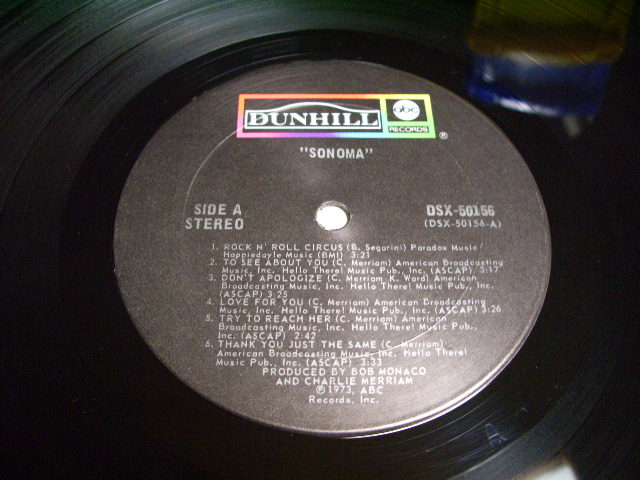 DUNHILL
abc
RECORDS
®
"SONOMA"
SIDE A
STEREO
DSX-50156
(DSX-50156-A)
1. ROCK N' ROLL CIRCUS (B. Segarini) Paradox Music/
Hoppiedayle Music (BMI) 3:21
2. TO SEE ABOUT YOU (C. Merriam) American Broadcasting
Music, Inc. Hello There! Music Pub., Inc. (ASCAP) 3:17
3. DON'T APOLOGIZE (C. Merriam, K. Ward) American
Broadcasting Music, Inc. Hello There! Music Pub., Inc.
(ASCAP) 3:25
4. LOVE FOR YOU (C. Merriam) American Broadcasting
Music, Inc. Hello There! Music Pub., Inc. (ASCAP) 3:26
5. TRY TO REACH HER (C. Merriam) American
Broadcasting Music, Inc. Hello There! Music Pub.,
Inc. (ASCAP) 2:42
6. THANK YOU JUST THE SAME (C. Merriam)
American Broadcasting Music, Inc. Hello There!
Music Pub., Inc. (ASCAP) 3:33
PRODUCED BY BOB MONACO
AND CHARLIE MERRIAM
℗1973, ABC
Records, Inc.